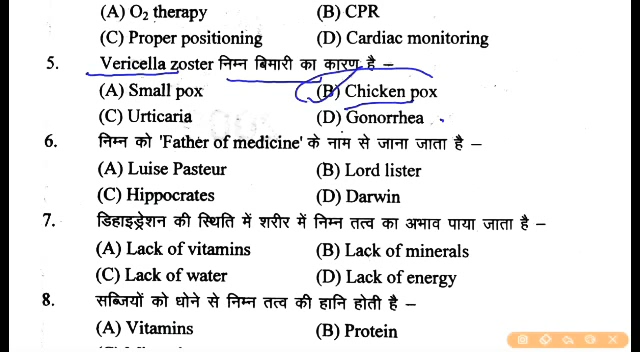 (A) O₂ therapy (B) CPR
(C) Proper positioning (D) Cardiac monitoring
5. Vericella zoster निम्न बिमारी का कारण है –
(A) Small pox (B) Chicken pox
(C) Urticaria (D) Gonorrhea
6. निम्न को 'Father of medicine' के नाम से जाना जाता है –
(A) Luise Pasteur (B) Lord lister
(C) Hippocrates (D) Darwin
7. डिहाइड्रेशन की स्थिति में शरीर में निम्न तत्व का अभाव पाया जाता है –
(A) Lack of vitamins (B) Lack of minerals
(C) Lack of water (D) Lack of energy
8. सब्जियों को धोने से निम्न तत्व की हानि होती है –
(A) Vitamins (B) Protein